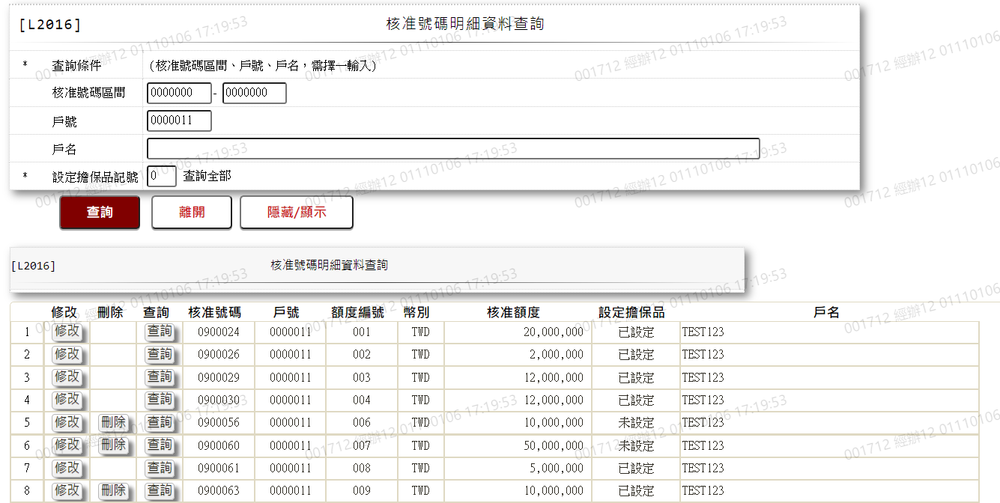 [L2016] 核准號碼明細資料查詢
* 查詢條件 (核准號碼區間、戶號、戶名，需擇一輸入)
核准號碼區間 0000000 - 0000000
戶號 0000011
戶名
* 設定擔保品記號 0 查詢全部
查詢 離開 隱藏/顯示
[L2016] 核准號碼明細資料查詢
修改 刪除 查詢 核准號碼 戶號 額度編號 幣別 核准額度 設定擔保品 戶名
1 修改 查詢 0900024 0000011 001 TWD 20,000,000 已設定 TEST123
2 修改 查詢 0900026 0000011 002 TWD 2,000,000 已設定 TEST123
3 修改 查詢 0900029 0000011 003 TWD 12,000,000 已設定 TEST123
4 修改 查詢 0900030 0000011 004 TWD 12,000,000 已設定 TEST123
5 修改 刪除 查詢 0900056 0000011 006 TWD 10,000,000 未設定 TEST123
6 修改 刪除 查詢 0900060 0000011 007 TWD 50,000,000 未設定 TEST123
7 修改 查詢 0900061 0000011 008 TWD 5,000,000 已設定 TEST123
8 修改 刪除 查詢 0900063 0000011 009 TWD 10,000,000 已設定 TEST123
001712 經辦12 01110106 17:19:53